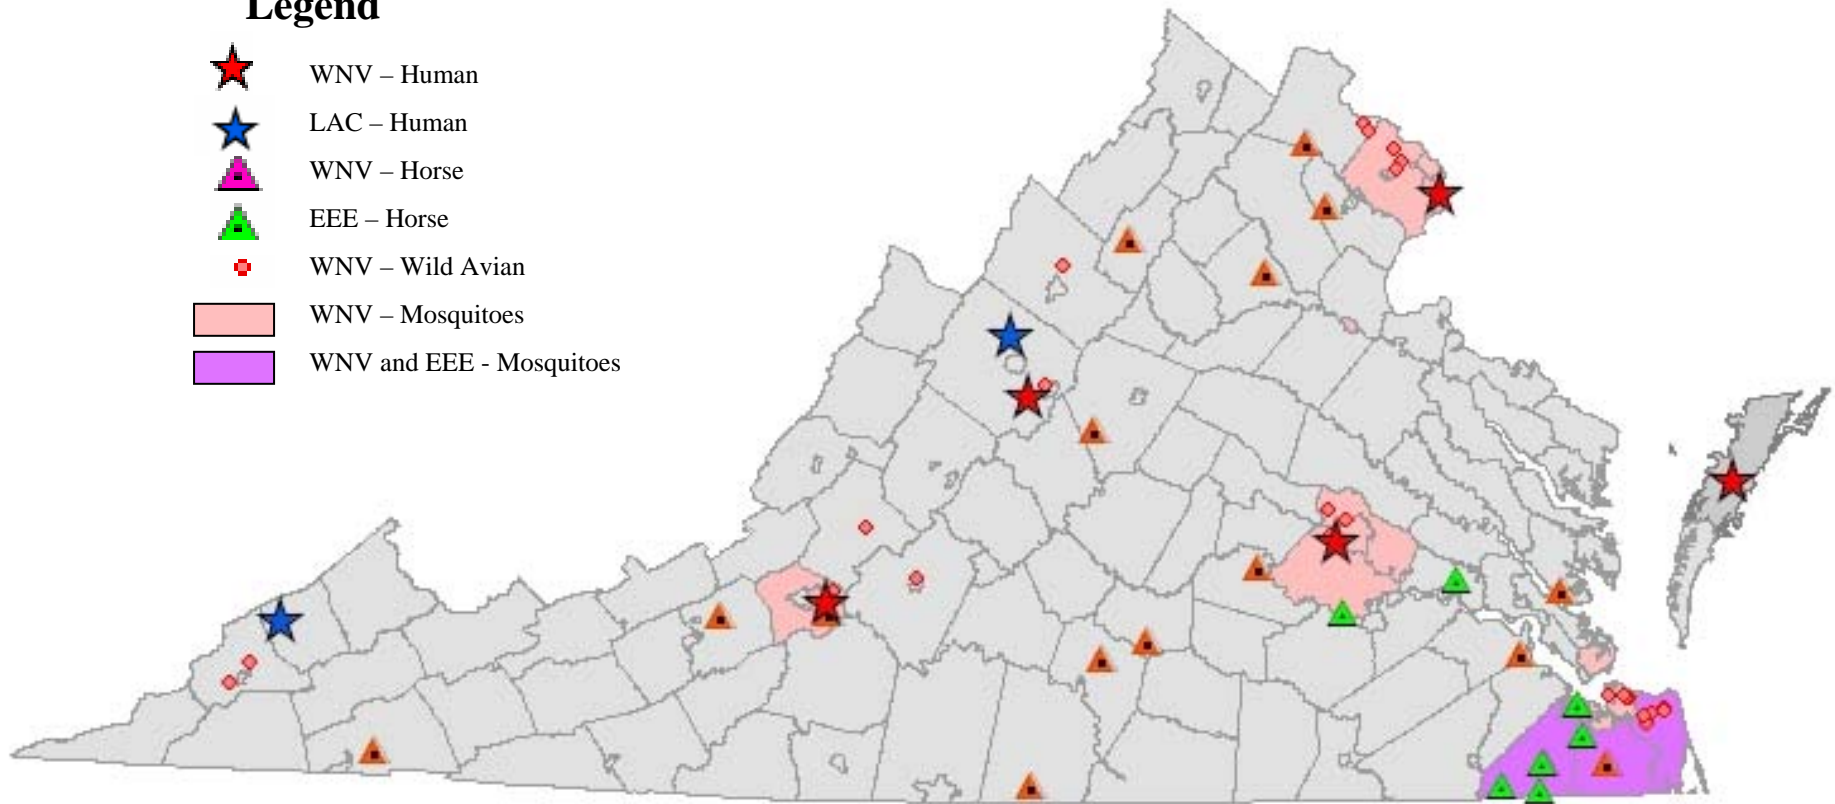 Legend
WNV – Human
LAC – Human
WNV – Horse
EEE – Horse
WNV – Wild Avian
WNV – Mosquitoes
WNV and EEE - Mosquitoes